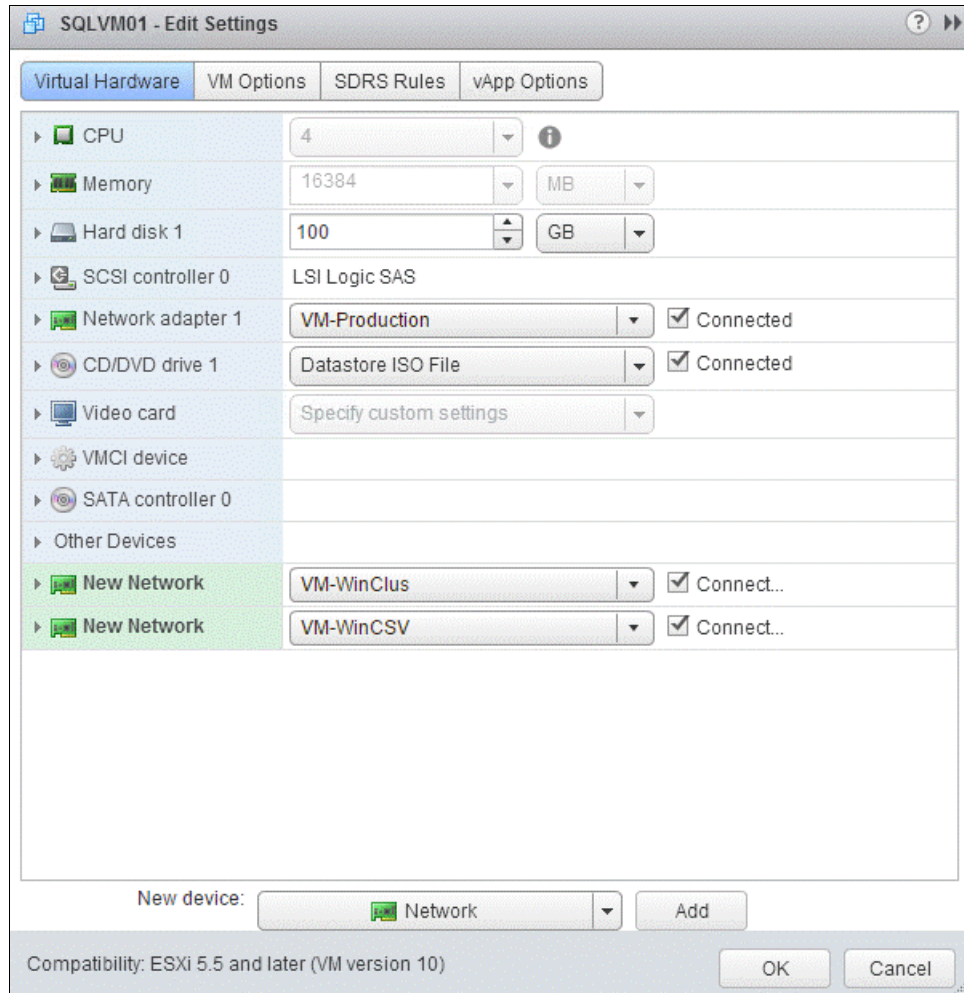 SQLVM01 - Edit Settings ?
Virtual Hardware VM Options SDRS Rules vApp Options
CPU 4 i
Memory 16384 MB
Hard disk 1 100 GB
SCSI controller 0 LSI Logic SAS
Network adapter 1 VM-Production Connected
CD/DVD drive 1 Datastore ISO File Connected
Video card Specify custom settings
VMCI device
SATA controller 0
Other Devices
New Network VM-WinClus Connect...
New Network VM-WinCSV Connect...
New device: Network Add
Compatibility: ESXi 5.5 and later (VM version 10) OK Cancel